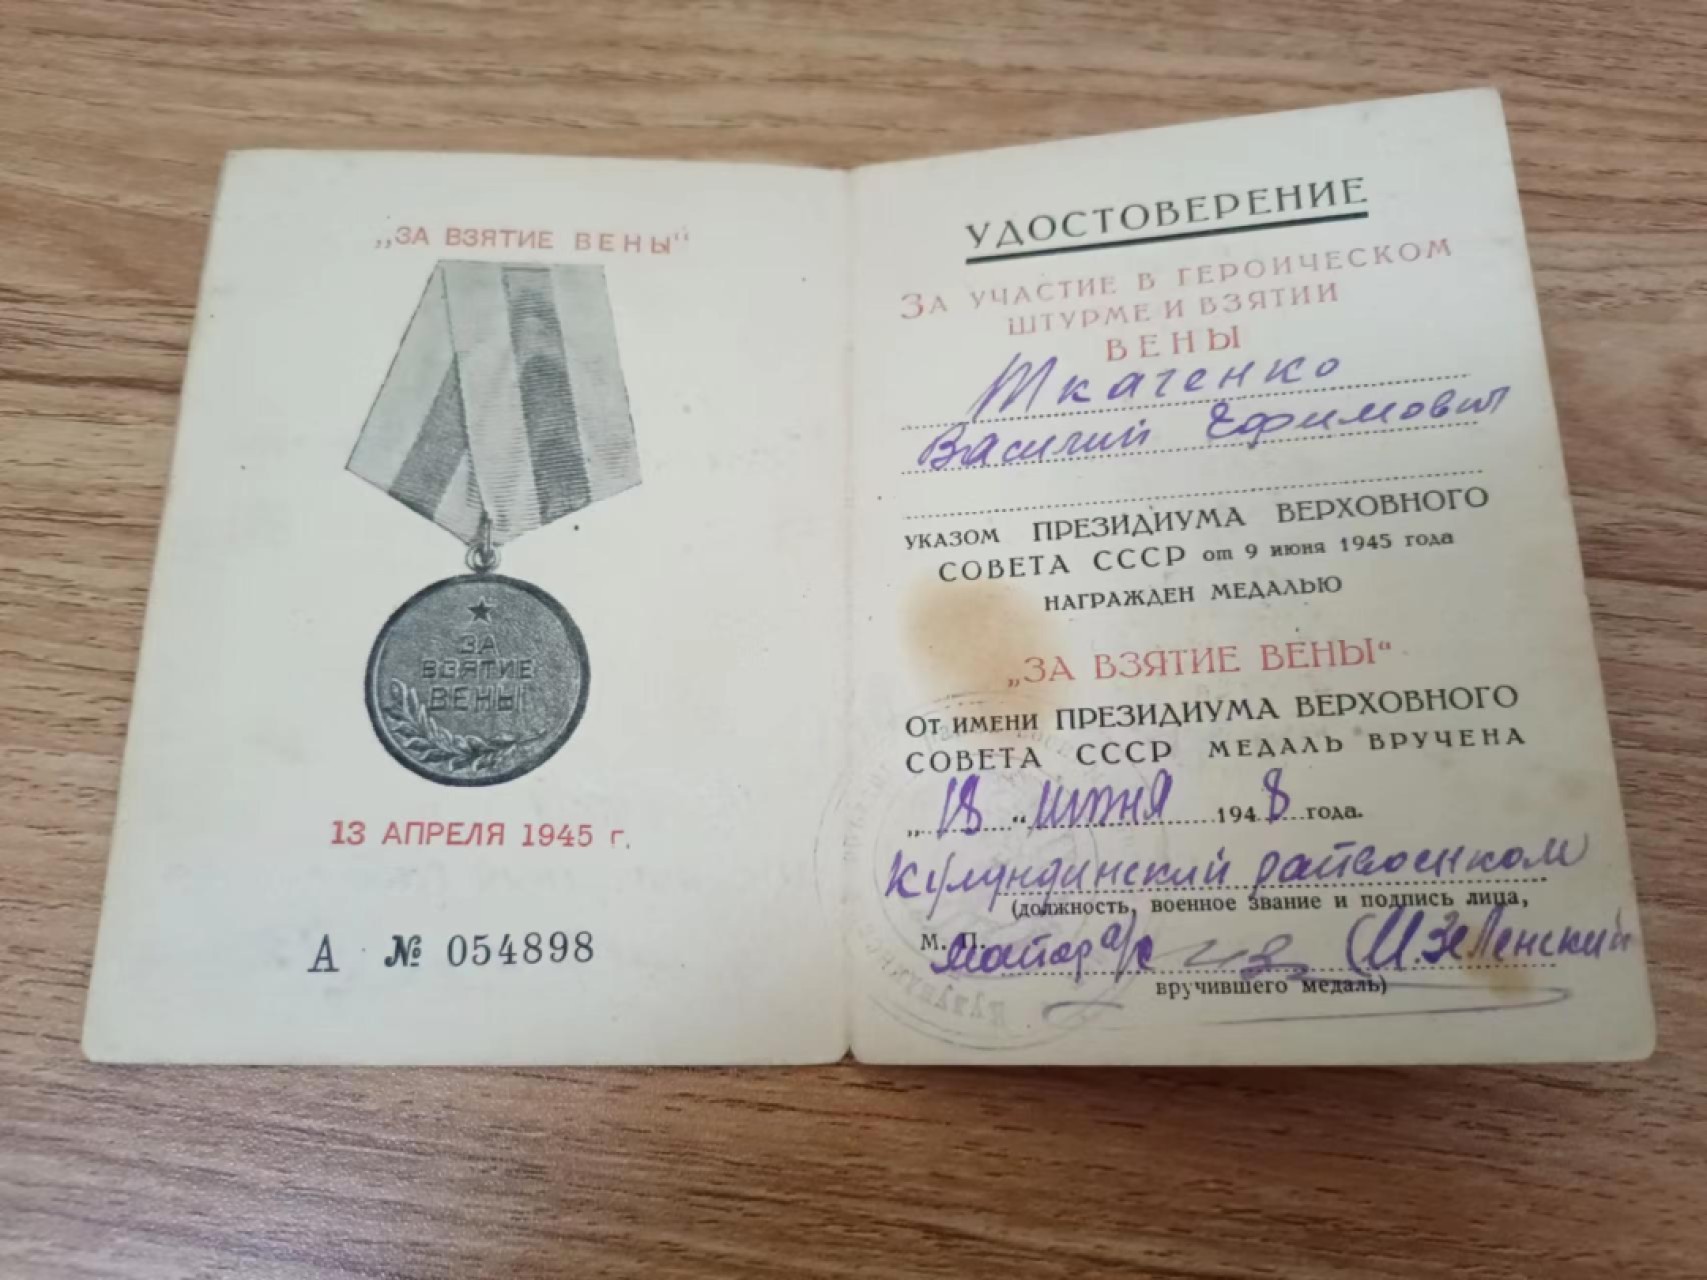 „ЗА ВЗЯТИЕ ВЕНЫ“
ЗА
ВЗЯТИЕ
ВЕНЫ
13 АПРЕЛЯ 1945 г.
А № 054898
УДОСТОВЕРЕНИЕ
ЗА УЧАСТИЕ В ГЕРОИЧЕСКОМ
ШТУРМЕ И ВЗЯТИИ
ВЕНЫ
Ткаченко
Василий Ефимович
УКАЗОМ ПРЕЗИДИУМА ВЕРХОВНОГО
СОВЕТА СССР от 9 июня 1945 года
НАГРАЖДЕН МЕДАЛЬЮ
„ЗА ВЗЯТИЕ ВЕНЫ“
ОТ ИМЕНИ ПРЕЗИДИУМА ВЕРХОВНОГО
СОВЕТА СССР МЕДАЛЬ ВРУЧЕНА
„18“ июня 1948 года.
Кулундинский райвоенком
(должность, военное звание и подпись лица,
М. П.
майор а/с (И. Зеленский
вручившего медаль)